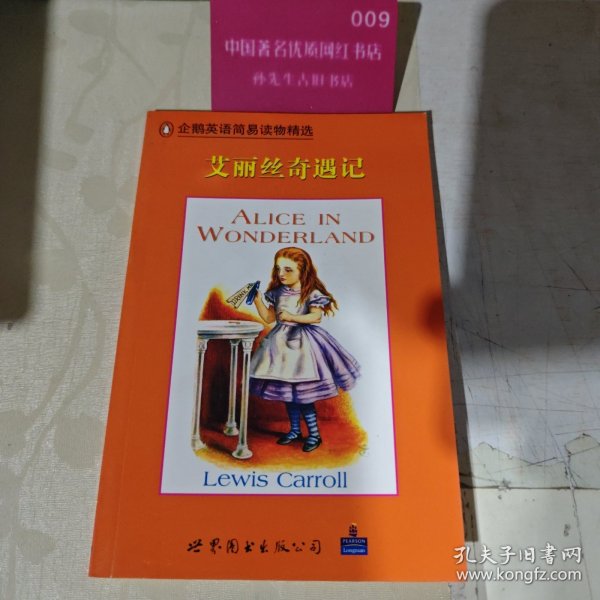 009
中国著名优质网红书店
孙先生古旧书店
企鹅英语简易读物精选
艾丽丝奇遇记
ALICE IN
WONDERLAND
Lewis Carroll
世界图书出版公司
PEARSON
Longman
孔夫子旧书网
www.kongfz.com